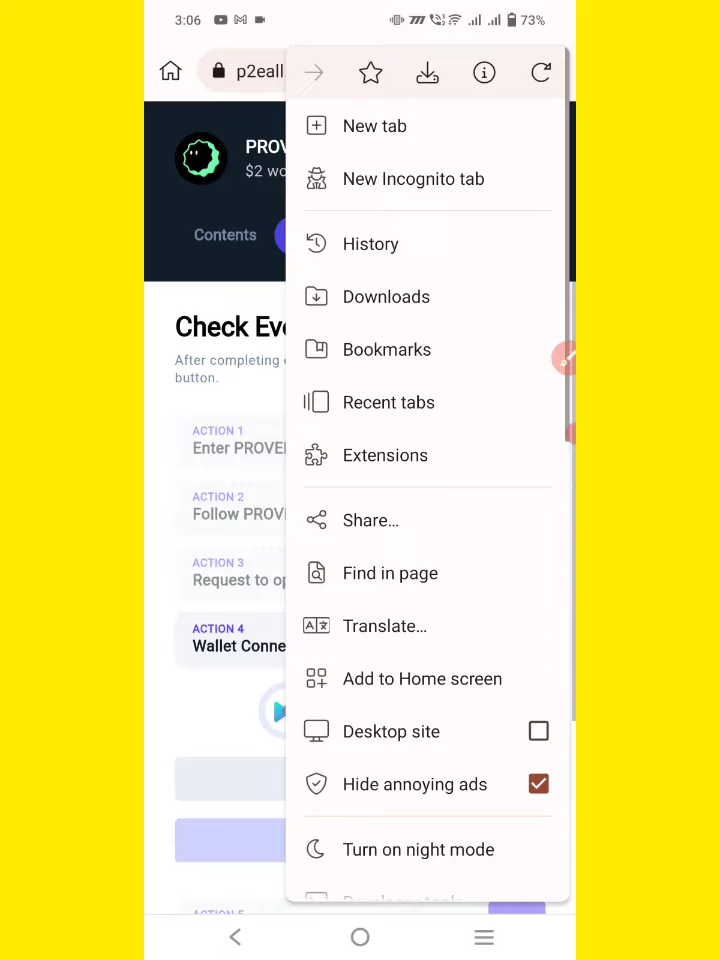 3:06
73%
p2eall
New tab
New Incognito tab
History
Downloads
Bookmarks
Recent tabs
Extensions
Share...
Find in page
Translate...
Add to Home screen
Desktop site
Hide annoying ads
Turn on night mode
PROV
$2 wo
Contents
Check Eve
After completing
button.
ACTION 1
Enter PROVE
ACTION 2
Follow PROV
ACTION 3
Request to op
ACTION 4
Wallet Conne
ACTION 5